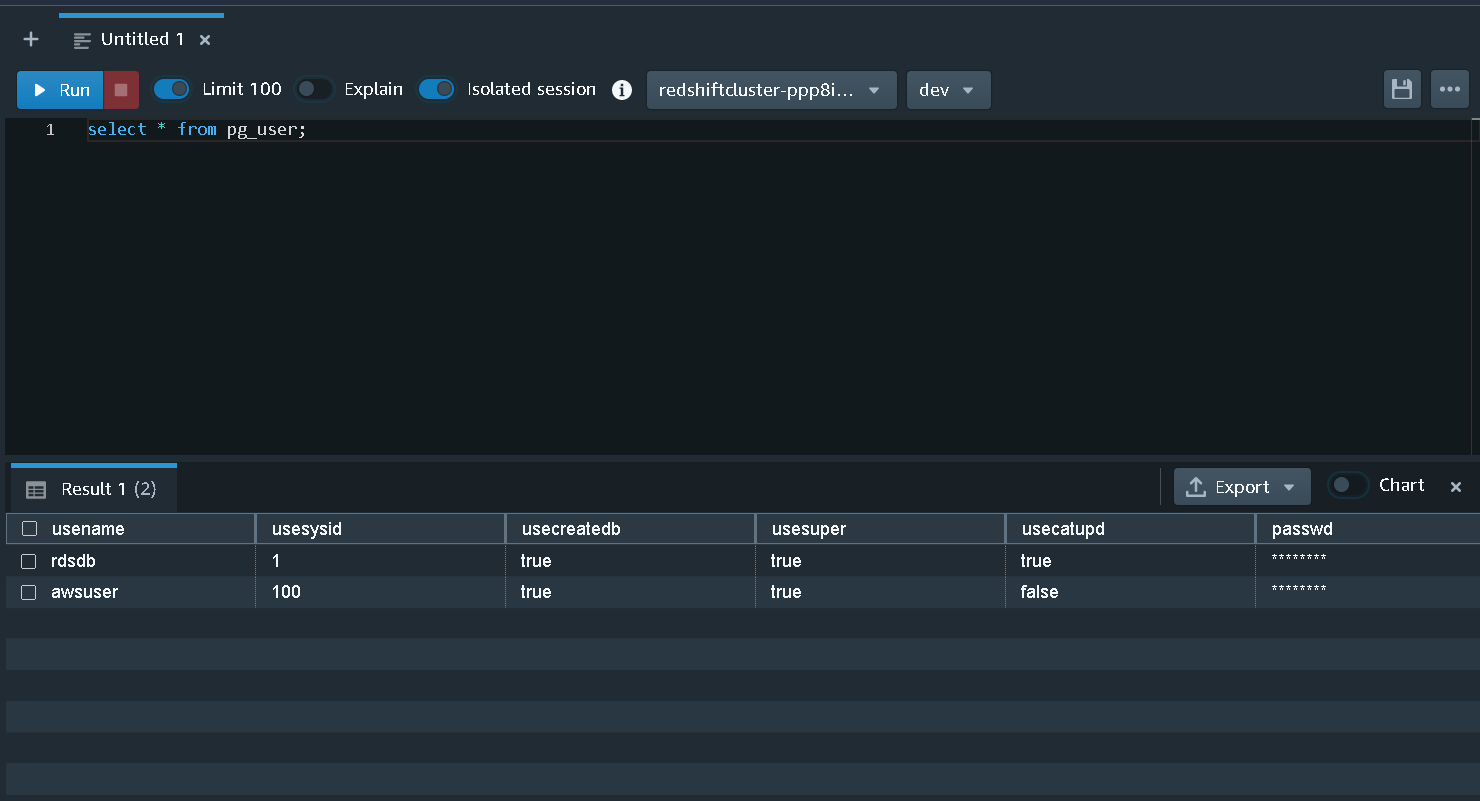 Untitled 1
Run Limit 100 Explain Isolated session redshiftcluster-ppp8i... dev
1 select * from pg_user;
Result 1 (2) Export Chart
usename usesysid usecreatedb usesuper usecatupd passwd
rdsdb 1 true true true ********
awsuser 100 true true false ********